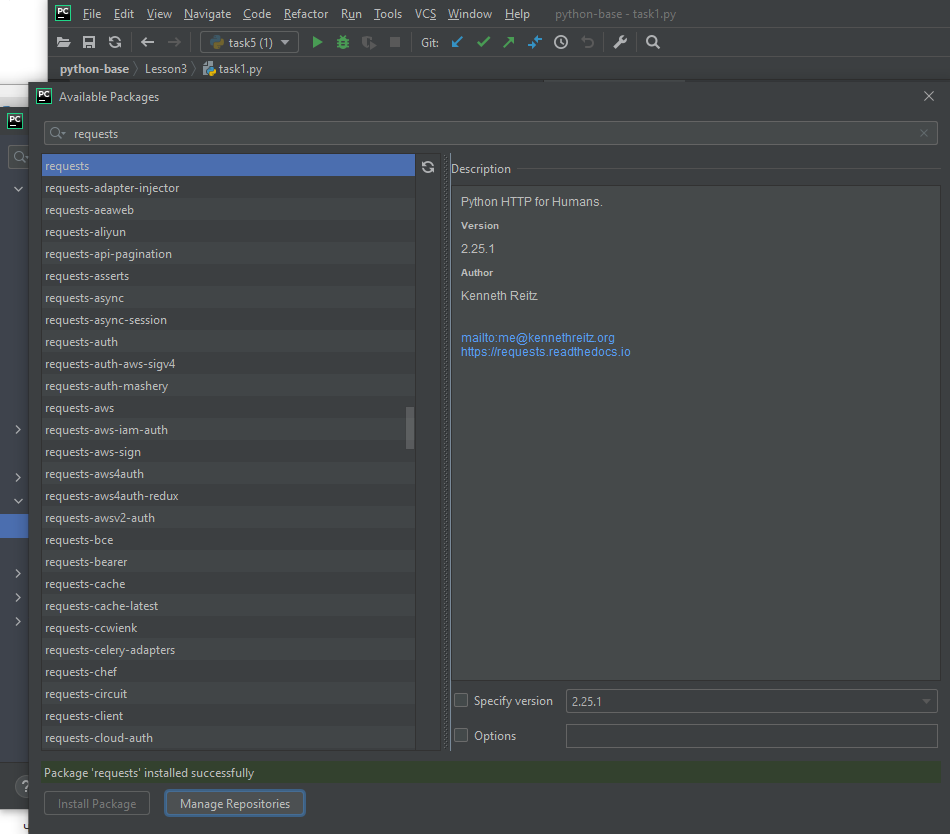 PC File Edit View Navigate Code Refactor Run Tools VCS Window Help python-base - task1.py
task5 (1) Git:
python-base Lesson3 task1.py
PC Available Packages
PC
requests
requests
requests-adapter-injector
requests-aeaweb
requests-aliyun
requests-api-pagination
requests-asserts
requests-async
requests-async-session
requests-auth
requests-auth-aws-sigv4
requests-auth-mashery
requests-aws
requests-aws-iam-auth
requests-aws-sign
requests-aws4auth
requests-aws4auth-redux
requests-awsv2-auth
requests-bce
requests-bearer
requests-cache
requests-cache-latest
requests-ccwienk
requests-celery-adapters
requests-chef
requests-circuit
requests-client
requests-cloud-auth
Description
Python HTTP for Humans.
Version
2.25.1
Author
Kenneth Reitz
mailto:me@kennethreitz.org
https://requests.readthedocs.io
Specify version 2.25.1
Options
Package 'requests' installed successfully
?
Install Package Manage Repositories